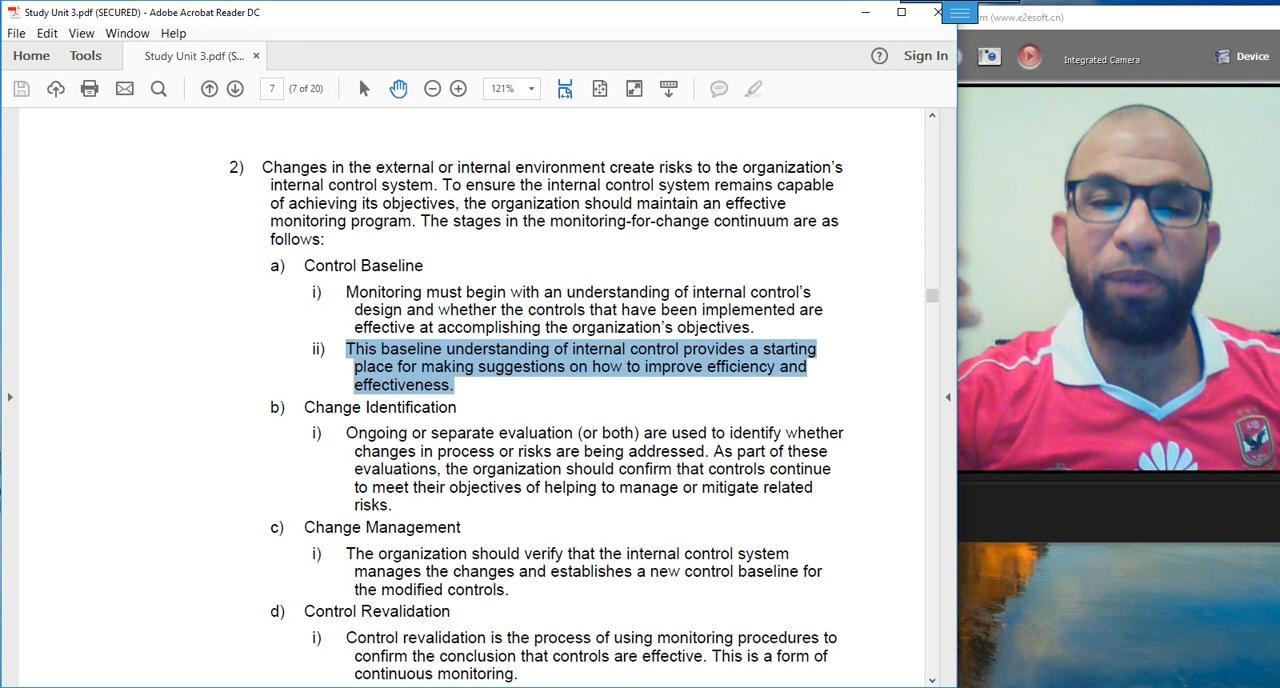 Study Unit 3.pdf (SECURED) - Adobe Acrobat Reader DC
m (www.e2esoft.cn)
File Edit View Window Help
Home Tools Study Unit 3.pdf (S... × Sign In
Integrated Camera Device
7 (7 of 20) 121%
2) Changes in the external or internal environment create risks to the organization's
internal control system. To ensure the internal control system remains capable
of achieving its objectives, the organization should maintain an effective
monitoring program. The stages in the monitoring-for-change continuum are as
follows:
a) Control Baseline
i) Monitoring must begin with an understanding of internal control's
design and whether the controls that have been implemented are
effective at accomplishing the organization's objectives.
ii) This baseline understanding of internal control provides a starting
place for making suggestions on how to improve efficiency and
effectiveness.
b) Change Identification
i) Ongoing or separate evaluation (or both) are used to identify whether
changes in process or risks are being addressed. As part of these
evaluations, the organization should confirm that controls continue
to meet their objectives of helping to manage or mitigate related
risks.
c) Change Management
i) The organization should verify that the internal control system
manages the changes and establishes a new control baseline for
the modified controls.
d) Control Revalidation
i) Control revalidation is the process of using monitoring procedures to
confirm the conclusion that controls are effective. This is a form of
continuous monitoring.